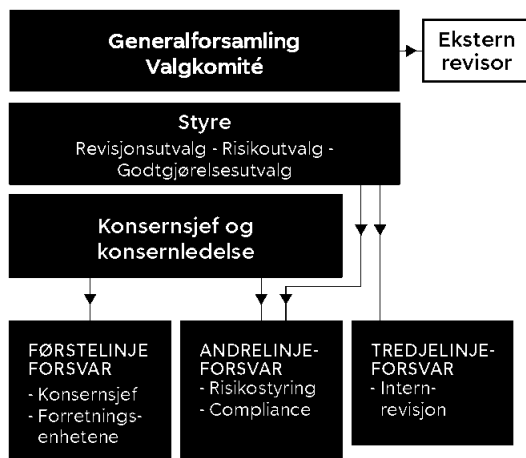 Generalforsamling
Valgkomité
Ekstern
revisor
Styre
Revisjonsutvalg - Risikoutvalg -
Godtgjørelsesutvalg
Konsernsjef og
konsernledelse
FØRSTELINJE
FORSVAR
- Konsernsjef
- Forretnings-
enhetene
ANDRELINJE-
FORSVAR
- Risikostyring
- Compliance
TREDJELINJE-
FORSVAR
- Intern-
revisjon